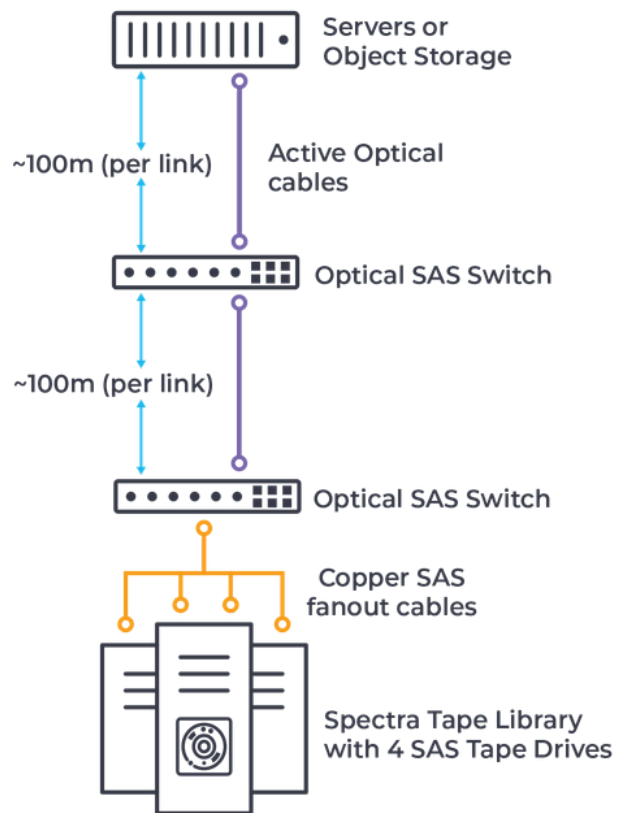 Servers or
Object Storage
~100m (per link)
Active Optical
cables
Optical SAS Switch
~100m (per link)
Optical SAS Switch
Copper SAS
fanout cables
Spectra Tape Library
with 4 SAS Tape Drives